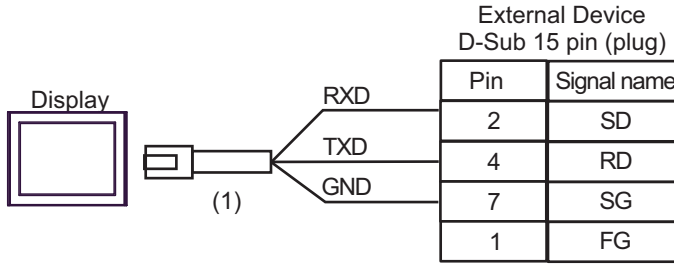 External Device
D-Sub 15 pin (plug)
Pin Signal name
Display
RXD 2 SD
TXD 4 RD
GND 7 SG
(1)
1 FG